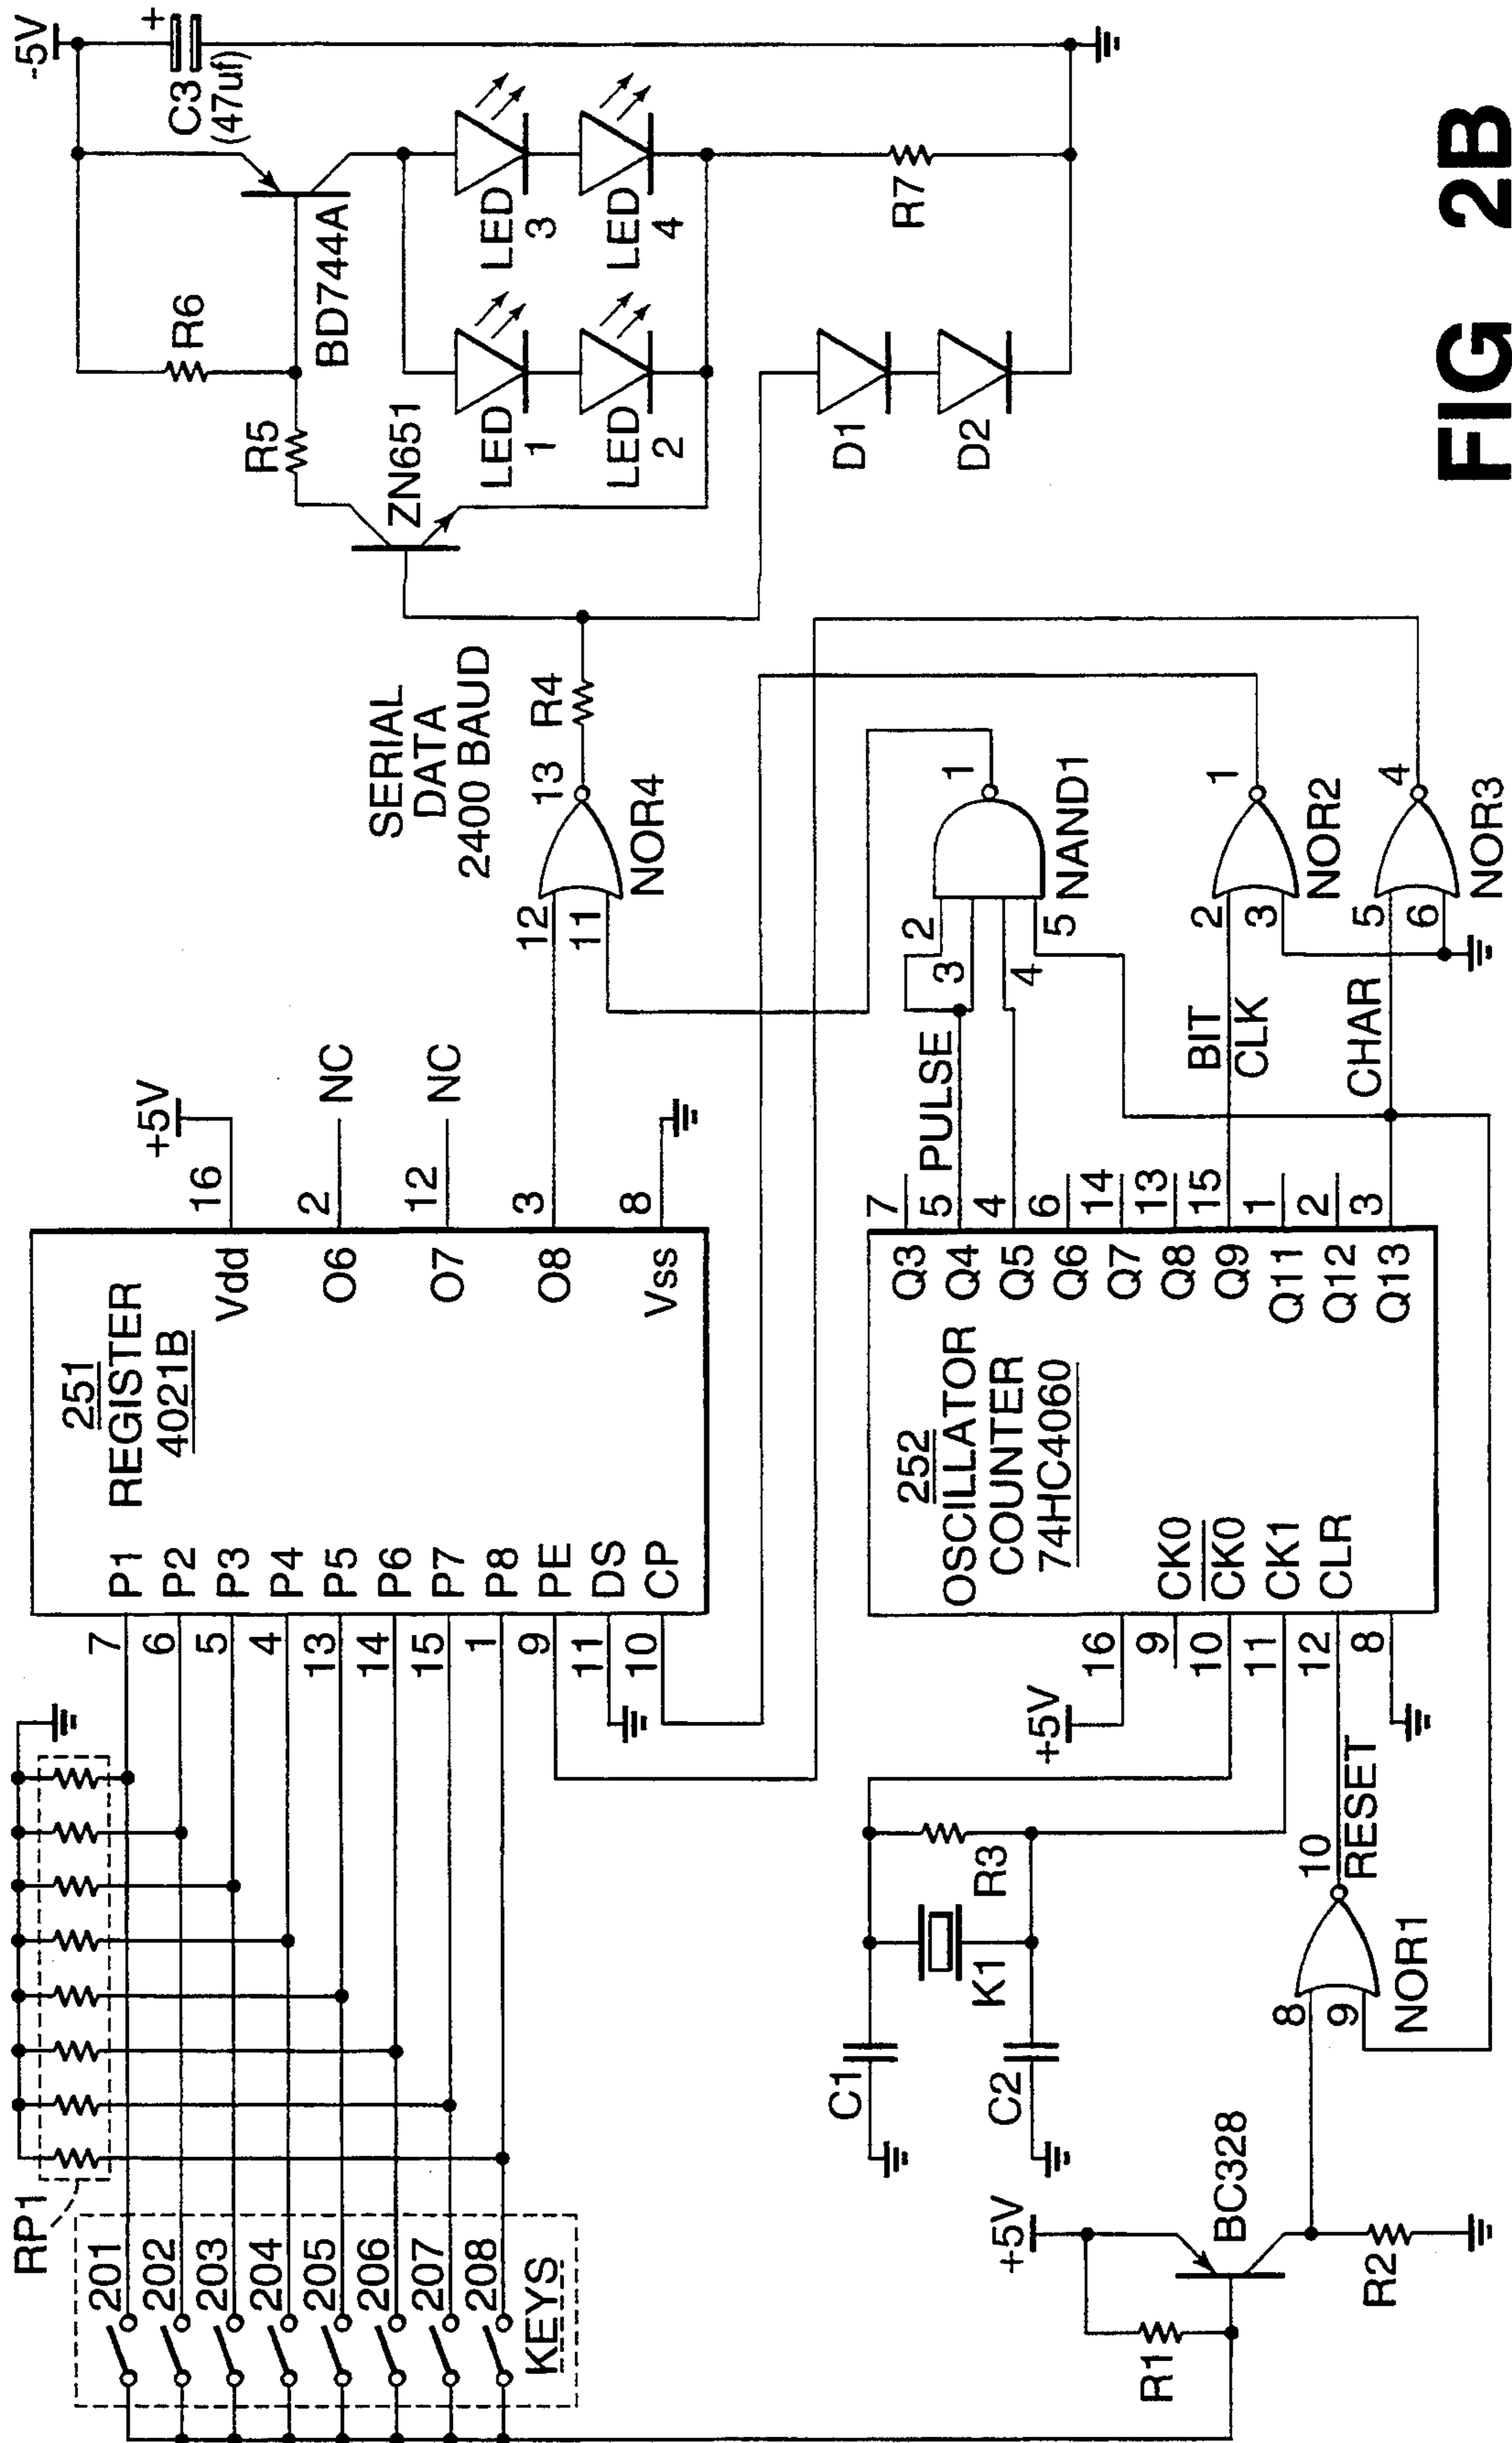 RP1
201
202
203
204
205
206
207
208
KEYS
7
6
5
4
13
14
15
1
9
11
10
P1
P2
P3
P4
P5
P6
P7
P8
PE
DS
CP
251
REGISTER
4021B
Vdd
O6
O7
O8
Vss
16
2
12
3
8
+5V
NC
NC
12
11
13
NOR4
SERIAL
DATA
2400 BAUD
R4
ZN651
R5
R6
BD744A
-5V
+
C3
(47uf)
LED
1
LED
2
LED
3
LED
4
D1
D2
R7
+5V
R1
BC328
R2
8
9
10
NOR1
RESET
C1
C2
K1
R3
+5V
16
9
10
11
12
8
CK0
CK0
CK1
CLR
252
OSCILLATOR
COUNTER
74HC4060
Q3
Q4
Q5
Q6
Q7
Q8
Q9
Q11
Q12
Q13
7
5
4
6
14
13
15
1
2
3
PULSE
BIT
CLK
CHAR
2
3
4
5
1
NAND1
2
3
1
NOR2
5
6
4
NOR3
FIG 2B